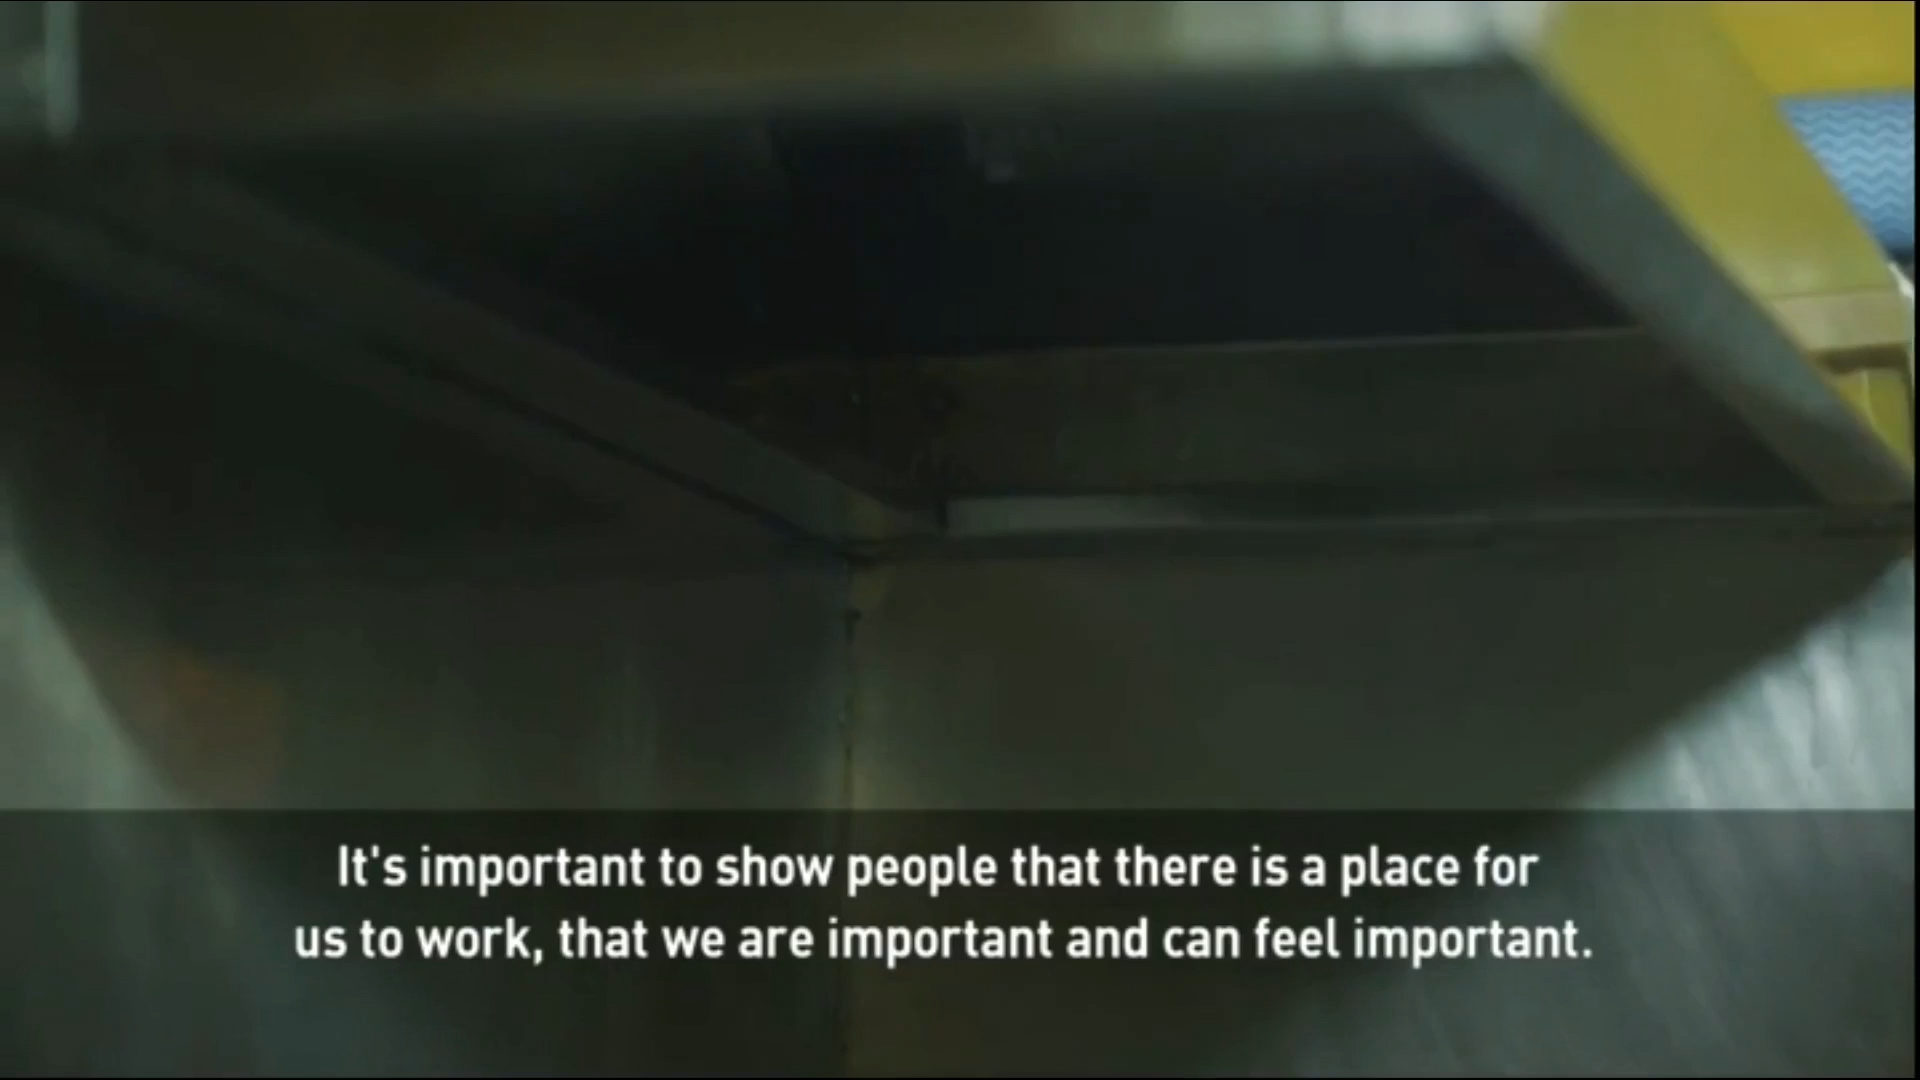 It's important to show people that there is a place for
us to work, that we are important and can feel important.